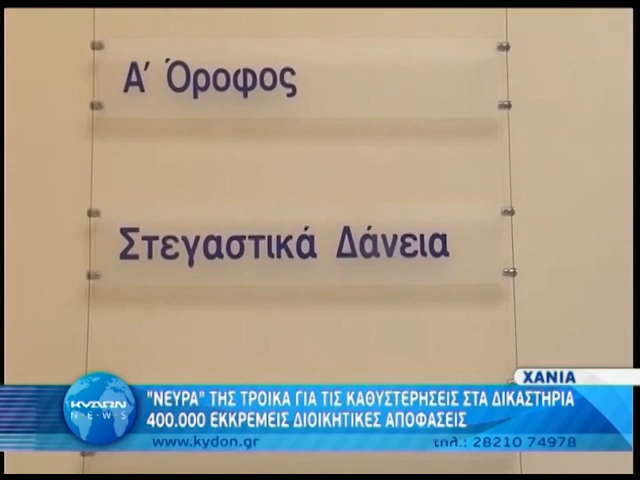 Α' Όροφος
Στεγαστικά Δάνεια
ΧΑΝΙΑ
"ΝΕΥΡΑ" ΤΗΣ ΤΡΟΙΚΑ ΓΙΑ ΤΙΣ ΚΑΘΥΣΤΕΡΗΣΕΙΣ ΣΤΑ ΔΙΚΑΣΤΗΡΙΑ
400.000 ΕΚΚΡΕΜΕΙΣ ΔΙΟΙΚΗΤΙΚΕΣ ΑΠΟΦΑΣΕΙΣ
ΚΥΔΩΝ
NEWS
www.kydon.gr
τηλ.: 28210 74978